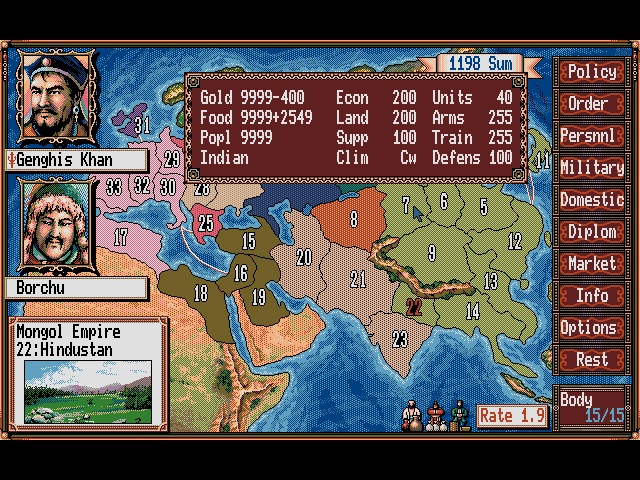 1198 Sum
Gold 9999-400 Econ 200 Units 40
Food 9999+2549 Land 200 Arms 255
Popl 9999 Supp 100 Train 255
Indian Clim Cw Defens 100
Genghis Khan
Borchu
Mongol Empire
22:Hindustan
Policy
Order
Persnnl
Military
Domestic
Diplom
Market
Info
Options
Rest
Body
15/15
Rate 1.9
31
29
33
32
30
28
17
25
15
16
18
19
20
21
8
7
6
5
11
12
9
13
14
22
23